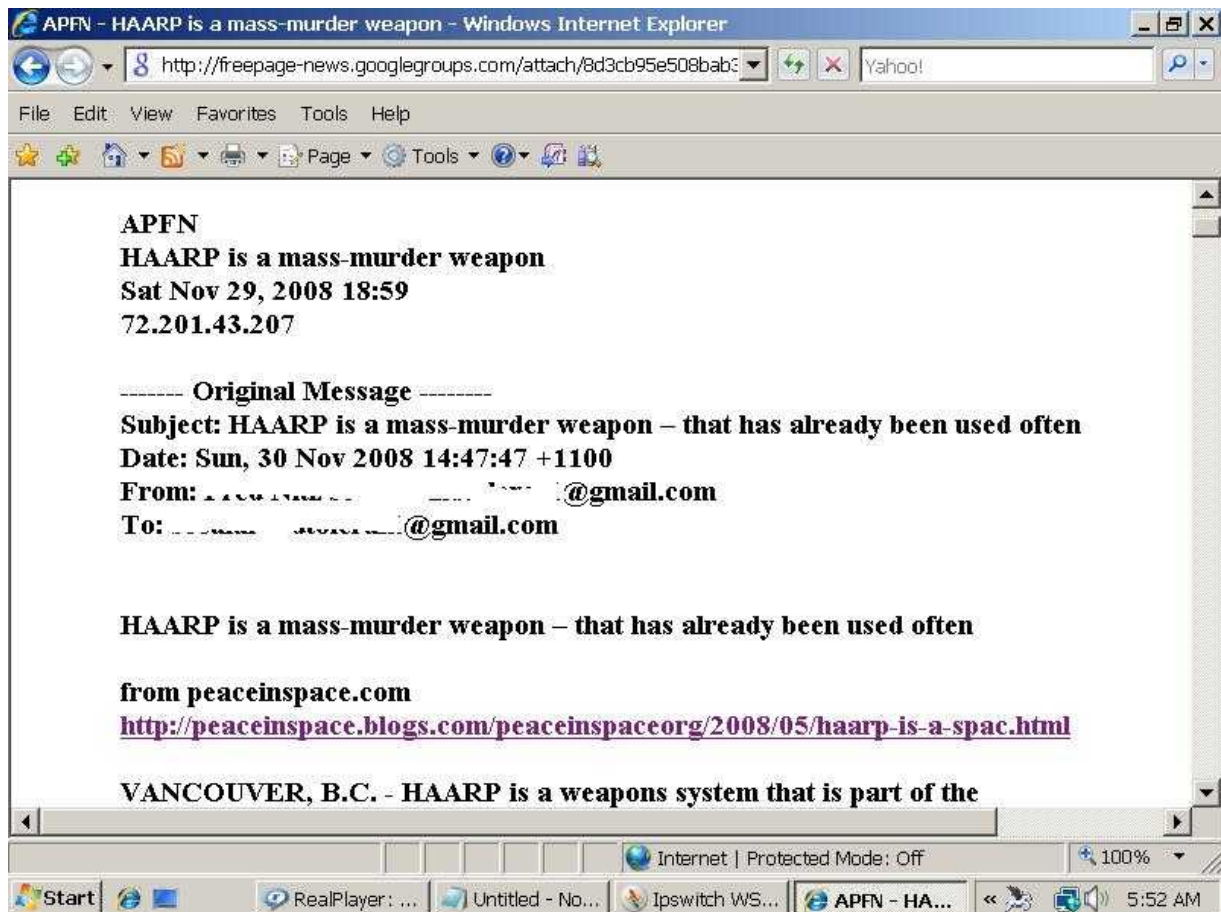 APFN - HAARP is a mass-murder weapon - Windows Internet Explorer
http://freepage-news.googlegroups.com/attach/8d3cb95e508bab3
Yahoo!
File Edit View Favorites Tools Help
Page Tools
APFN
HAARP is a mass-murder weapon
Sat Nov 29, 2008 18:59
72.201.43.207
------- Original Message --------
Subject: HAARP is a mass-murder weapon – that has already been used often
Date: Sun, 30 Nov 2008 14:47:47 +1100
From: @gmail.com
To: @gmail.com
HAARP is a mass-murder weapon – that has already been used often
from peaceinspace.com
http://peaceinspace.blogs.com/peaceinspaceorg/2008/05/haarp-is-a-spac.html
VANCOUVER, B.C. - HAARP is a weapons system that is part of the
Internet | Protected Mode: Off 100%
Start RealPlayer: ... Untitled - No... Ipswitch WS... APFN - HA... « 5:52 AM